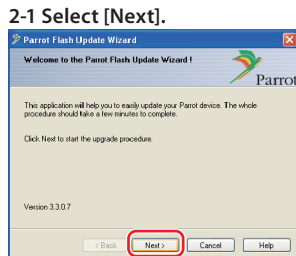 2-1 Select [Next].
Parrot Flash Update Wizard
Welcome to the Parrot Flash Update Wizard !
Parrot
This application will help you to easily update your Parrot device. The whole
procedure should take a few minutes to complete.
Click Next to start the upgrade procedure.
Version 3.3.0.7
< Back Next > Cancel Help